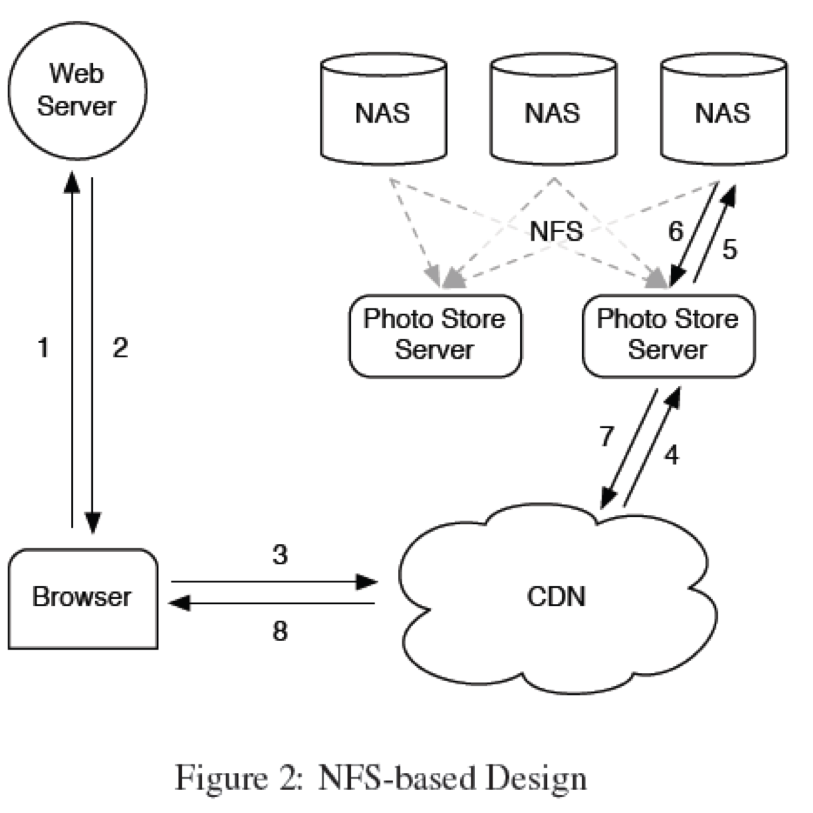 Web
Server
NAS
NAS
NAS
NFS
6
5
Photo Store
Server
Photo Store
Server
1
2
7
4
3
Browser
CDN
8
Figure 2: NFS-based Design